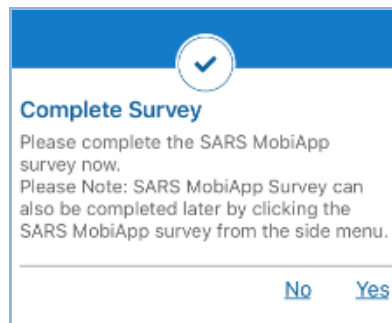 Complete Survey
Please complete the SARS MobiApp
survey now.
Please Note: SARS MobiApp Survey can
also be completed later by clicking the
SARS MobiApp survey from the side menu.
No Yes